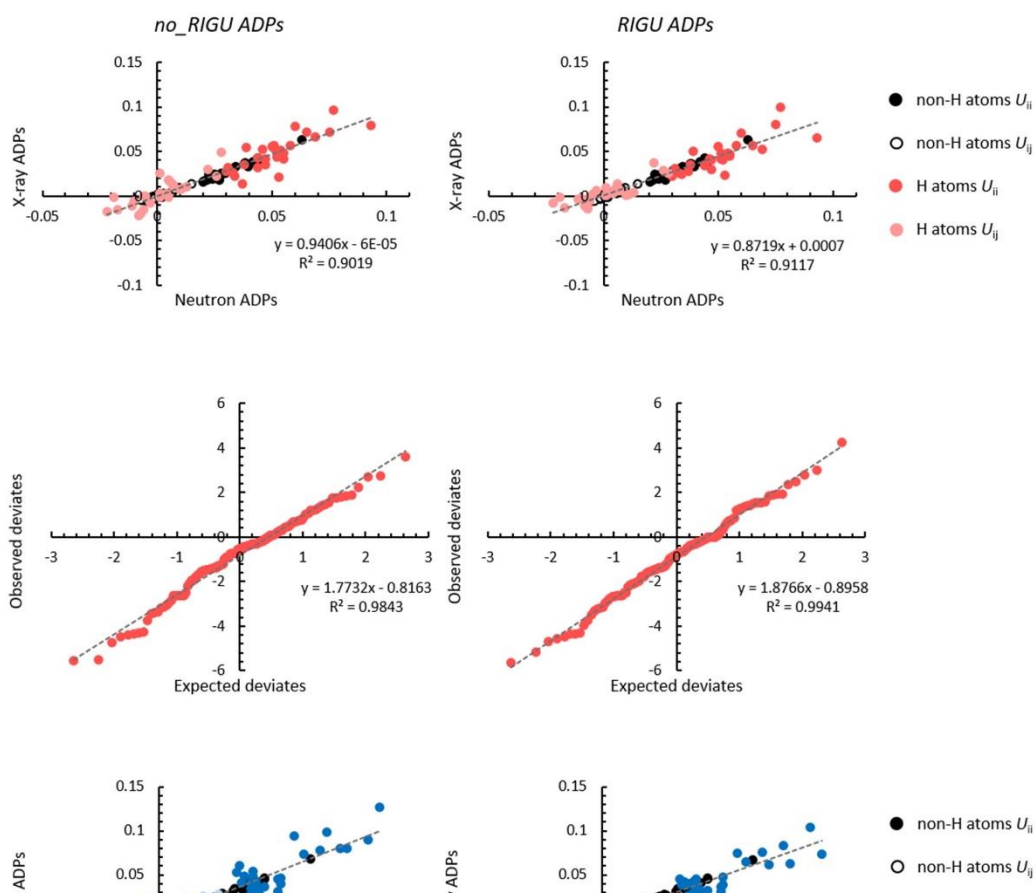 no_RIGU ADPs
RIGU ADPs
0.15
0.1
0.05
0
-0.05
-0.1
-0.05
0
0.05
0.1
X-ray ADPs
Neutron ADPs
y = 0.9406x - 6E-05
R² = 0.9019
0.15
0.1
0.05
0
-0.05
-0.1
-0.05
0
0.05
0.1
X-ray ADPs
Neutron ADPs
y = 0.8719x + 0.0007
R² = 0.9117
non-H atoms Uii
non-H atoms Uij
H atoms Uii
H atoms Uij
6
4
2
0
-2
-4
-6
-3
-2
-1
0
1
2
3
Observed deviates
Expected deviates
y = 1.7732x - 0.8163
R² = 0.9843
6
4
2
0
-2
-4
-6
-3
-2
-1
0
1
2
3
Observed deviates
Expected deviates
y = 1.8766x - 0.8958
R² = 0.9941
0.15
0.1
0.05
ADPs
0.15
0.1
0.05
ADPs
non-H atoms Uii
non-H atoms Uij